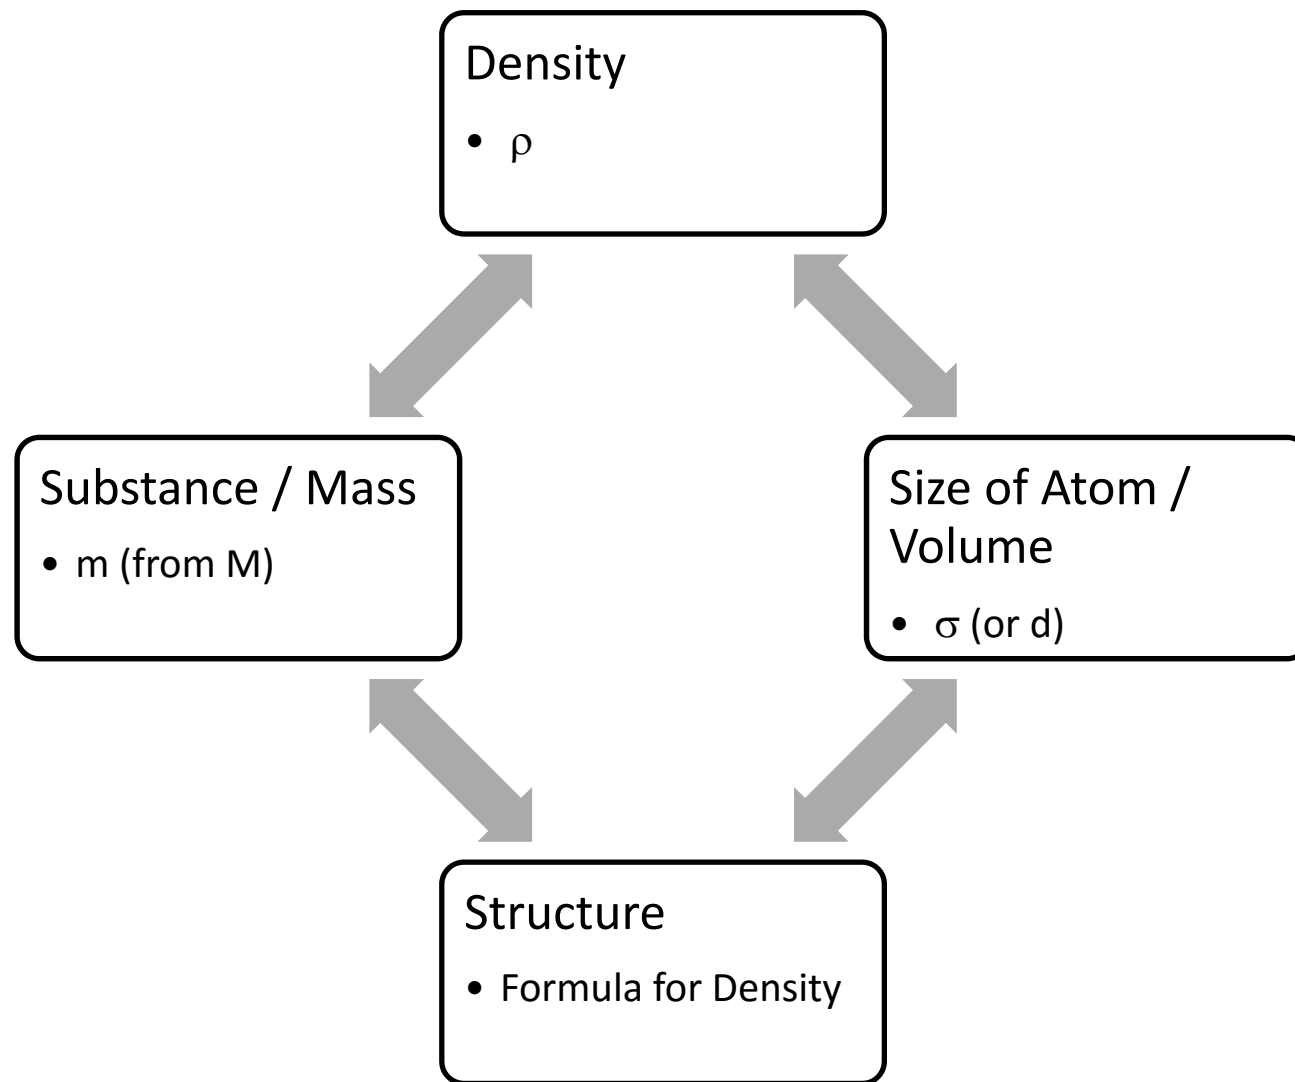 Density
• ρ
Substance / Mass
• m (from M)
Size of Atom /
Volume
• σ (or d)
Structure
• Formula for Density